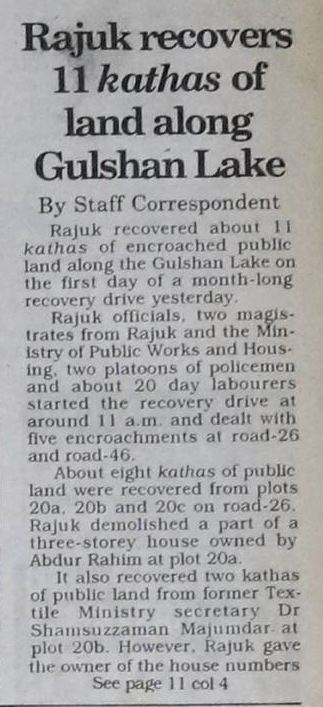 Rajuk recovers
11 kathas of
land along
Gulshan Lake
By Staff Correspondent
Rajuk recovered about 11
kathas of encroached public
land along the Gulshan Lake on
the first day of a month-long
recovery drive yesterday.
Rajuk officials, two magis-
trates from Rajuk and the Min-
istry of Public Works and Hous-
ing, two platoons of policemen
and about 20 day labourers
started the recovery drive at
around 11 a.m. and dealt with
five encroachments at road-26
and road-46.
About eight kathas of public
land were recovered from plots
20a, 20b and 20c on road-26.
Rajuk demolished a part of a
three-storey house owned by
Abdur Rahim at plot 20a.
It also recovered two kathas
of public land from former Tex-
tile Ministry secretary Dr
Shamsuzzaman Majumdar at
plot 20b. However, Rajuk gave
the owner of the house numbers
See page 11 col 4